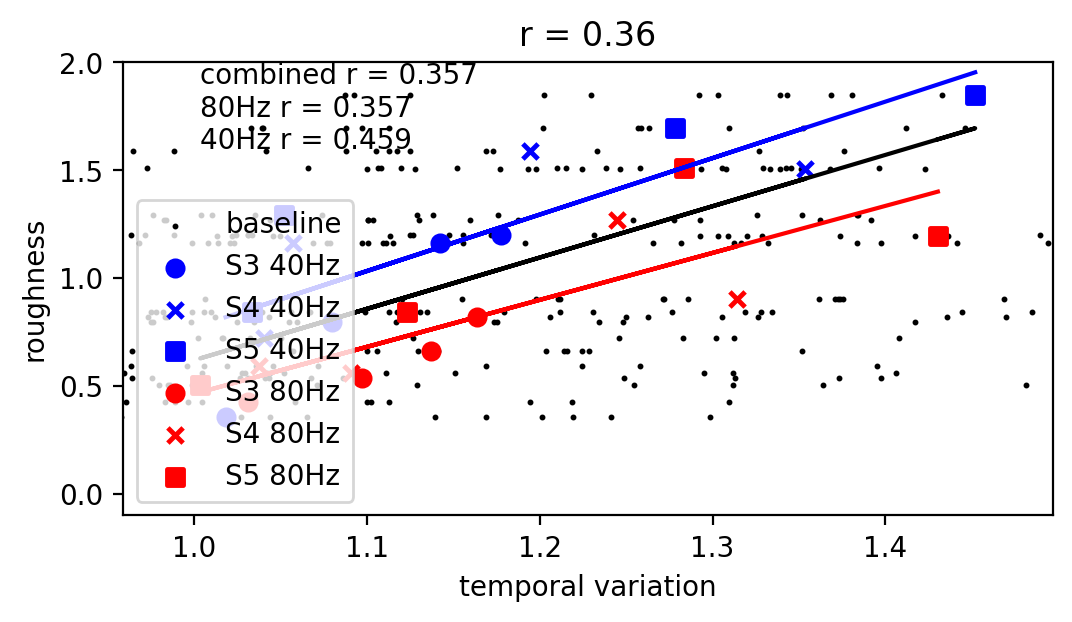 r = 0.36
combined r = 0.357
80Hz r = 0.357
40Hz r = 0.459
2.0
1.5
1.0
0.5
0.0
roughness
baseline
S3 40Hz
S4 40Hz
S5 40Hz
S3 80Hz
S4 80Hz
S5 80Hz
1.0 1.1 1.2 1.3 1.4
temporal variation